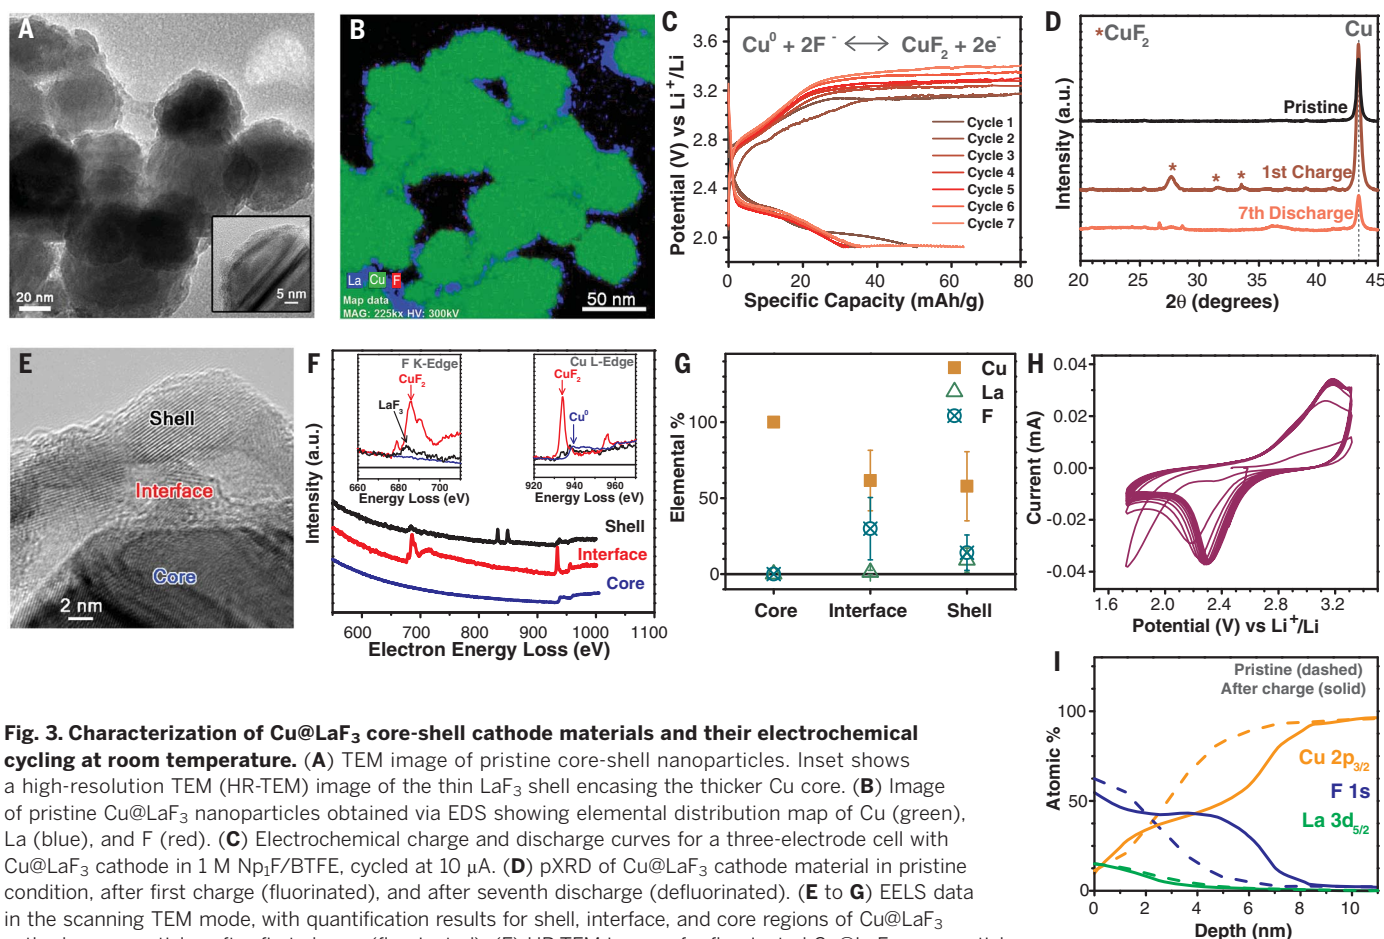 A
20 nm
5 nm
B
La Cu F
Map data
MAG: 225kx HV: 300kV
50 nm
C
Cu⁰ + 2F⁻ ⟷ CuF₂ + 2e⁻
3.6
3.2
2.8
2.4
2.0
Potential (V) vs Li⁺/Li
Cycle 1
Cycle 2
Cycle 3
Cycle 4
Cycle 5
Cycle 6
Cycle 7
0 20 40 60 80
Specific Capacity (mAh/g)
D
*CuF₂
Cu
Pristine
* * *
1st Charge
7th Discharge
Intensity (a.u.)
20 25 30 35 40 45
2θ (degrees)
E
Shell
Interface
Core
2 nm
F
F K-Edge
CuF₂
LaF₃
660 680 700
Energy Loss (eV)
Cu L-Edge
CuF₂
Cu⁰
920 940 960
Energy Loss (eV)
Intensity (a.u.)
Shell
Interface
Core
600 700 800 900 1000 1100
Electron Energy Loss (eV)
G
Cu
La
F
100
50
0
Elemental %
Core Interface Shell
H
0.04
0.02
0.00
-0.02
-0.04
Current (mA)
1.6 2.0 2.4 2.8 3.2
Potential (V) vs Li⁺/Li
I
Pristine (dashed)
After charge (solid)
100
50
0
Atomic %
Cu 2p₃/₂
F 1s
La 3d₅/₂
0 2 4 6 8 10
Depth (nm)
Fig. 3. Characterization of Cu@LaF₃ core-shell cathode materials and their electrochemical
cycling at room temperature. (A) TEM image of pristine core-shell nanoparticles. Inset shows
a high-resolution TEM (HR-TEM) image of the thin LaF₃ shell encasing the thicker Cu core. (B) Image
of pristine Cu@LaF₃ nanoparticles obtained via EDS showing elemental distribution map of Cu (green),
La (blue), and F (red). (C) Electrochemical charge and discharge curves for a three-electrode cell with
Cu@LaF₃ cathode in 1 M Np₁F/BTFE, cycled at 10 μA. (D) pXRD of Cu@LaF₃ cathode material in pristine
condition, after first charge (fluorinated), and after seventh discharge (defluorinated). (E to G) EELS data
in the scanning TEM mode, with quantification results for shell, interface, and core regions of Cu@LaF₃